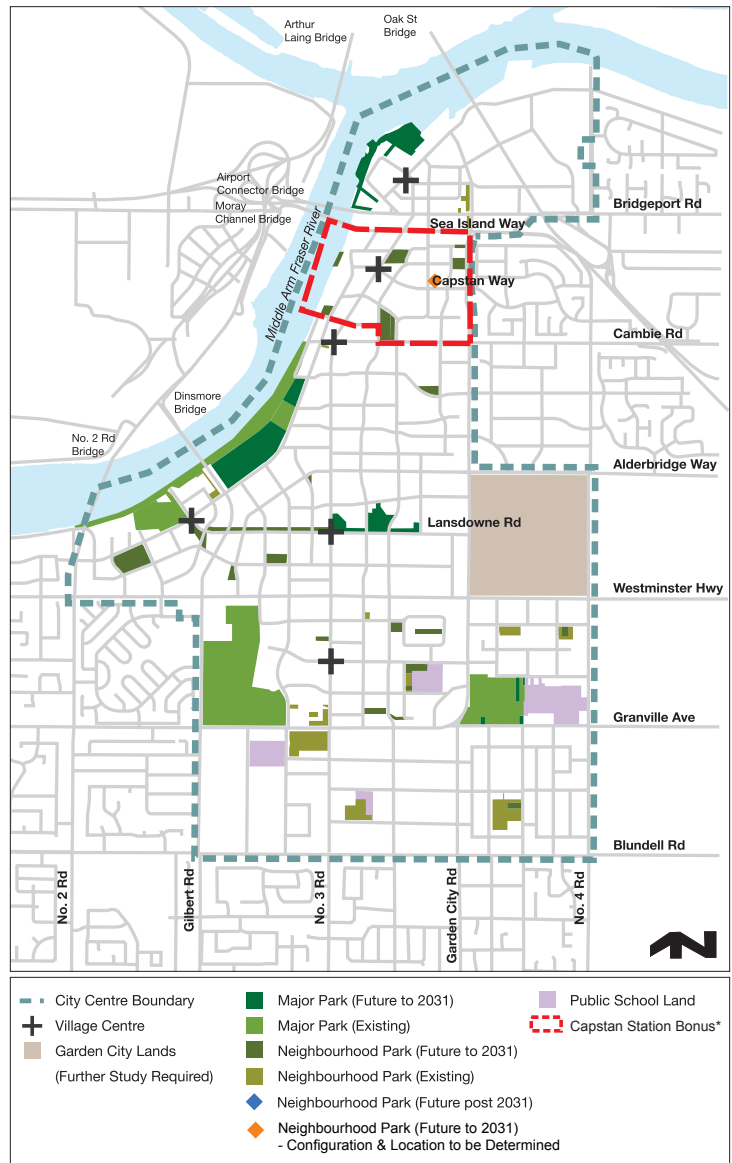 Arthur
Laing Bridge
Oak St
Bridge
Airport
Connector Bridge
Moray
Channel Bridge
Bridgeport Rd
Sea Island Way
Middle Arm Fraser River
Capstan Way
Cambie Rd
Dinsmore
Bridge
No. 2 Rd
Bridge
Alderbridge Way
Lansdowne Rd
Westminster Hwy
Granville Ave
Blundell Rd
No. 2 Rd
Gilbert Rd
No. 3 Rd
Garden City Rd
No. 4 Rd
City Centre Boundary
Village Centre
Garden City Lands
(Further Study Required)
Major Park (Future to 2031)
Major Park (Existing)
Neighbourhood Park (Future to 2031)
Neighbourhood Park (Existing)
Neighbourhood Park (Future post 2031)
Neighbourhood Park (Future to 2031)
- Configuration & Location to be Determined
Public School Land
Capstan Station Bonus*